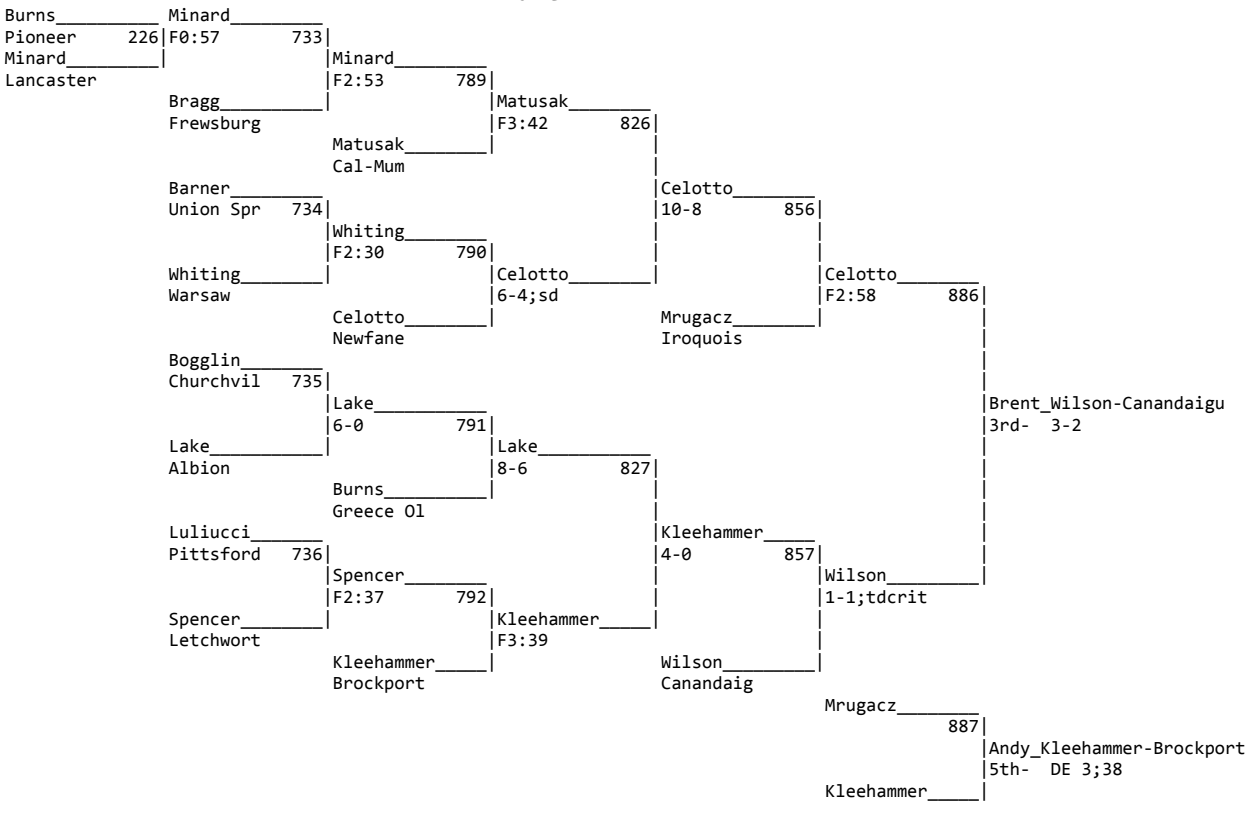 Burns__________ Minard_________
Pioneer 226|F0:57 733|
Minard_________| |Minard_________
Lancaster |F2:53 789|
Bragg__________| |Matusak________
Frewsburg |F3:42 826|
Matusak________| |
Cal-Mum |
Barner_________ |Celotto________
Union Spr 734| |10-8 856|
|Whiting________ | |
|F2:30 790| | |
Whiting________| |Celotto________| |Celotto________
Warsaw |6-4;sd |F2:58 886|
Celotto________| Mrugacz________| |
Newfane Iroquois |
Bogglin________ |
Churchvil 735| |
|Lake___________ |Brent_Wilson-Canandaigu
|6-0 791| |3rd- 3-2
Lake___________| |Lake___________ |
Albion |8-6 827| |
Burns__________| | |
Greece Ol | |
Luliucci_______ |Kleehammer_____ |
Pittsford 736| |4-0 857| |
|Spencer________ | |Wilson_________|
|F2:37 792| | |1-1;tdcrit
Spencer________| |Kleehammer_____| |
Letchwort |F3:39 |
Kleehammer_____| Wilson_________|
Brockport Canandaig
Mrugacz________
887|
|Andy_Kleehammer-Brockport
|5th- DE 3;38
Kleehammer_____|